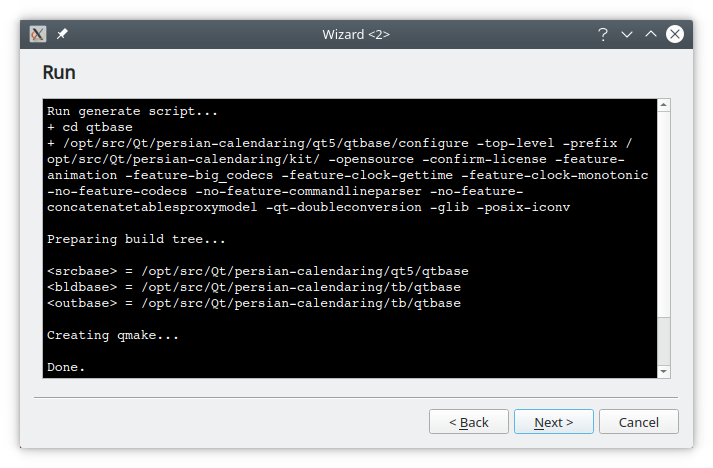 Wizard <2>
Run
Run generate script...
+ cd qtbase
+ /opt/src/Qt/persian-calendaring/qt5/qtbase/configure -top-level -prefix /
opt/src/Qt/persian-calendaring/kit/ -opensource -confirm-license -feature-
animation -feature-big_codecs -feature-clock-gettime -feature-clock-monotonic
-no-feature-codecs -no-feature-commandlineparser -no-feature-
concatenatetablesproxymodel -qt-doubleconversion -glib -posix-iconv
Preparing build tree...
<srcbase> = /opt/src/Qt/persian-calendaring/qt5/qtbase
<bldbase> = /opt/src/Qt/persian-calendaring/tb/qtbase
<outbase> = /opt/src/Qt/persian-calendaring/tb/qtbase
Creating qmake...
Done.
< Back
Next >
Cancel